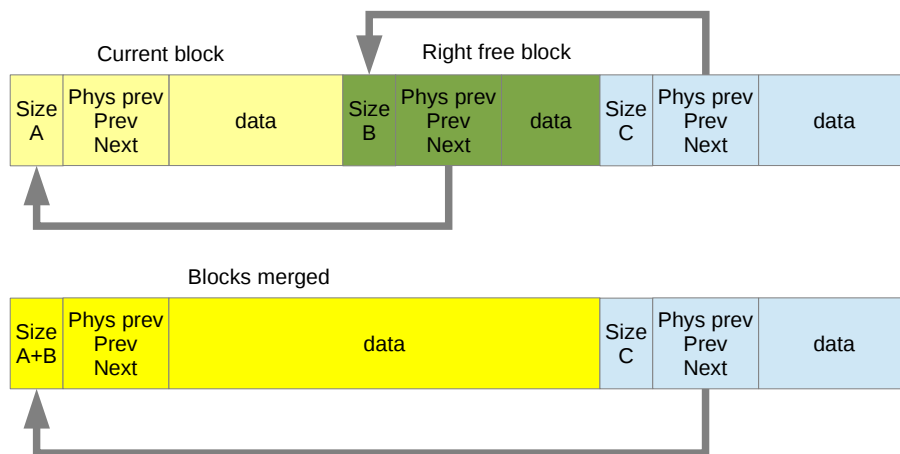 Current block
Right free block
Size
A
Phys prev
Prev
Next
data
Size
B
Phys prev
Prev
Next
data
Size
C
Phys prev
Prev
Next
data
Blocks merged
Size
A+B
Phys prev
Prev
Next
data
Size
C
Phys prev
Prev
Next
data